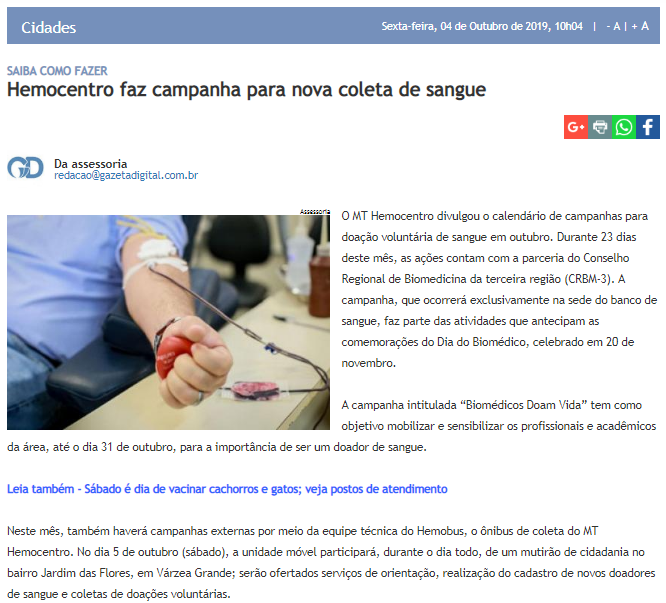 Cidades
Sexta-feira, 04 de Outubro de 2019, 10h04 | - A | + A
SAIBA COMO FAZER
Hemocentro faz campanha para nova coleta de sangue
G+
f
GD
Da assessoria
redacao@gazetadigital.com.br
Assessoria
O MT Hemocentro divulgou o calendário de campanhas para
doação voluntária de sangue em outubro. Durante 23 dias
deste mês, as ações contam com a parceria do Conselho
Regional de Biomedicina da terceira região (CRBM-3). A
campanha, que ocorrerá exclusivamente na sede do banco de
sangue, faz parte das atividades que antecipam as
comemorações do Dia do Biomédico, celebrado em 20 de
novembro.
A campanha intitulada “Biomédicos Doam Vida” tem como
objetivo mobilizar e sensibilizar os profissionais e acadêmicos
da área, até o dia 31 de outubro, para a importância de ser um doador de sangue.
Leia também - Sábado é dia de vacinar cachorros e gatos; veja postos de atendimento
Neste mês, também haverá campanhas externas por meio da equipe técnica do Hemobus, o ônibus de coleta do MT
Hemocentro. No dia 5 de outubro (sábado), a unidade móvel participará, durante o dia todo, de um mutirão de cidadania no
bairro Jardim das Flores, em Várzea Grande; serão ofertados serviços de orientação, realização do cadastro de novos doadores
de sangue e coletas de doações voluntárias.